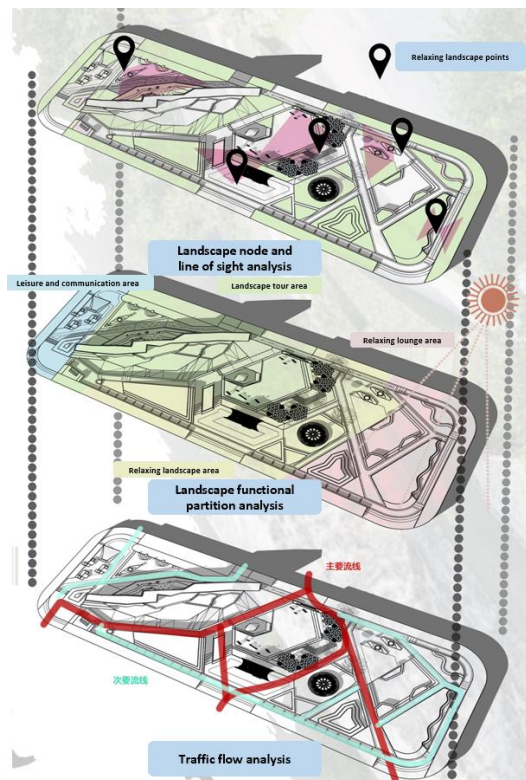 Relaxing landscape points
Landscape node and
line of sight analysis
Leisure and communication area
Landscape tour area
Relaxing lounge area
Relaxing landscape area
Landscape functional
partition analysis
主要流线
次要流线
Traffic flow analysis